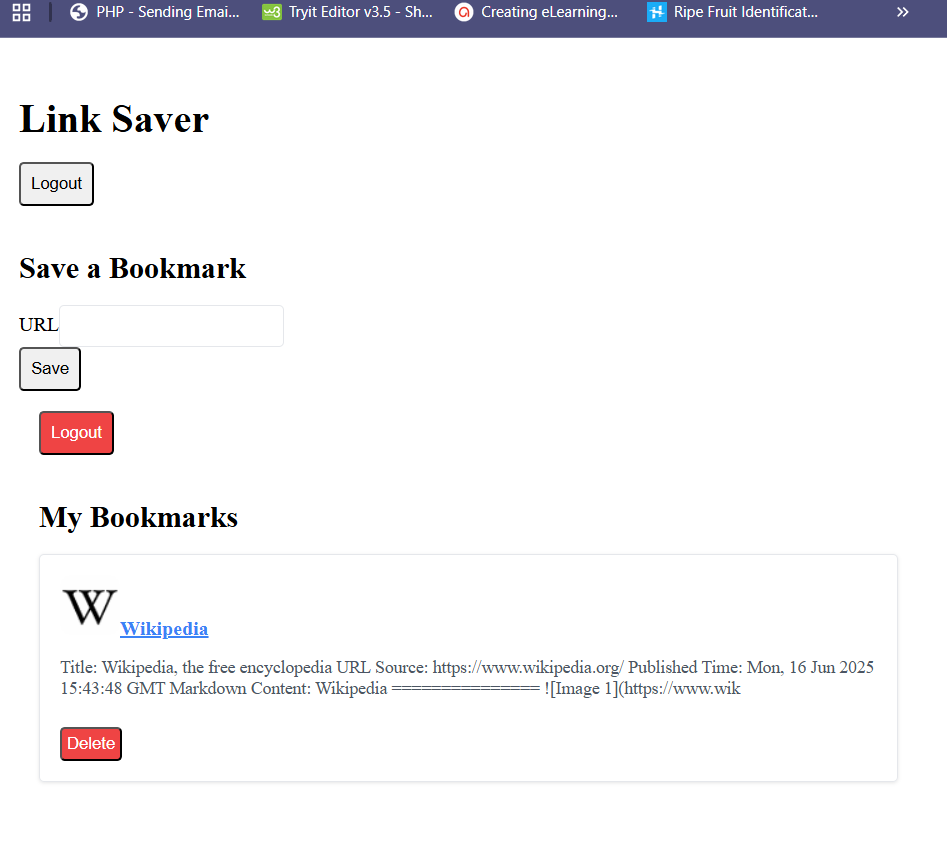 PHP - Sending Emai...
Tryit Editor v3.5 - Sh...
Creating eLearning...
Ripe Fruit Identificat...
Link Saver
Logout
Save a Bookmark
URL
Save
Logout
My Bookmarks
W Wikipedia
Title: Wikipedia, the free encyclopedia URL Source: https://www.wikipedia.org/ Published Time: Mon, 16 Jun 2025
15:43:48 GMT Markdown Content: Wikipedia =============== ![Image 1](https://www.wik
Delete